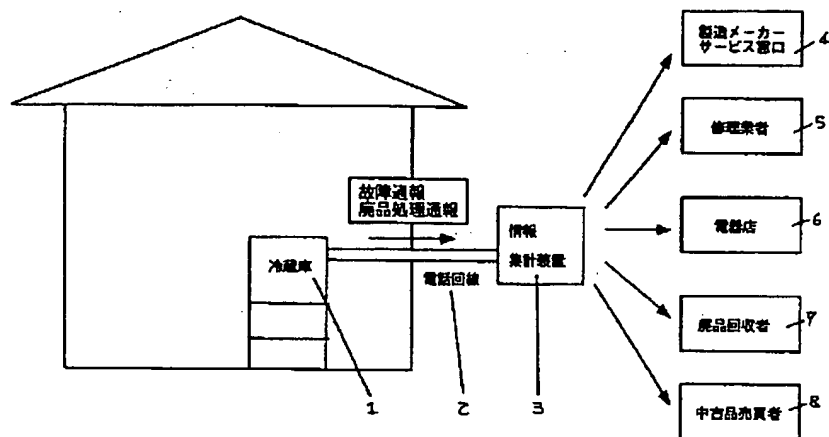 製造メーカー
サービス窓口
4
修理業者
5
故障通報
廃品処理通報
情報
集計装置
電器店
6
冷蔵庫
電話回線
廃品回収者
7
1
2
3
中古品売買者
8